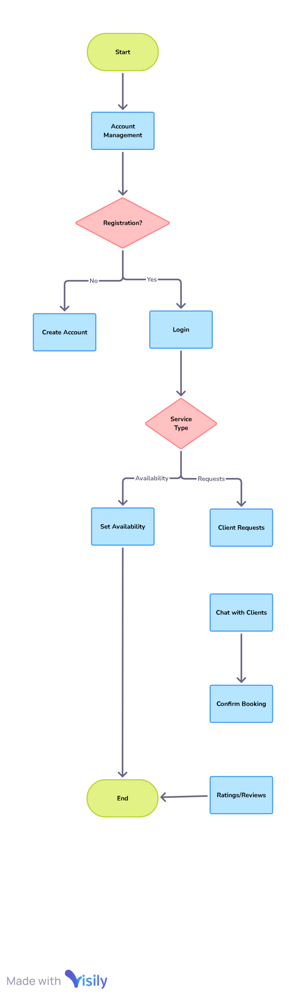 Start
Account
Management
Registration?
No
Yes
Create Account
Login
Service
Type
Availability
Requests
Set Availability
Client Requests
Chat with Clients
Confirm Booking
End
Ratings/Reviews
Made with Visily